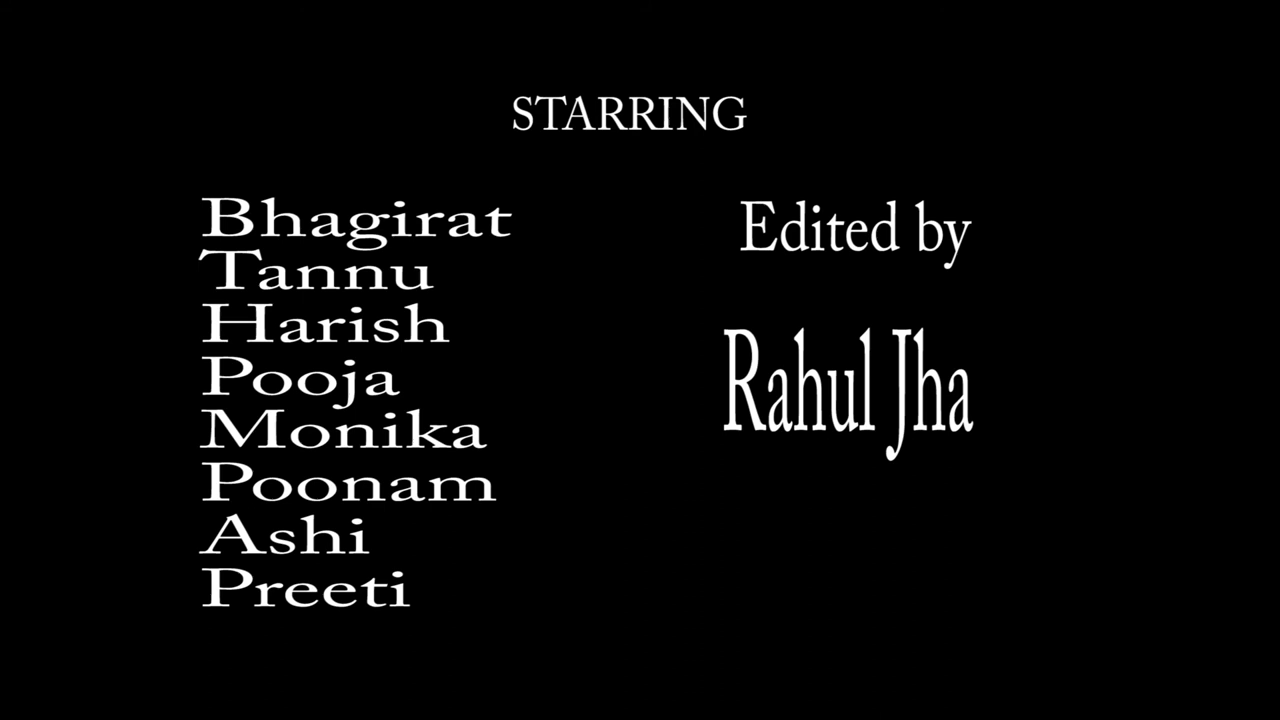 STARRING
Bhagirat
Tannu
Harish
Pooja
Monika
Poonam
Ashi
Preeti
Edited by
Rahul Jha